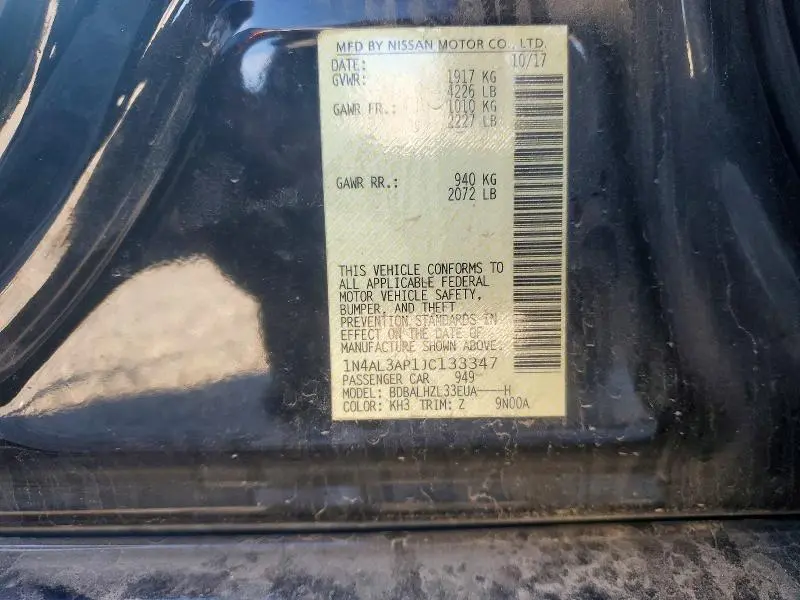 MFD BY NISSAN MOTOR CO., LTD.
DATE: 10/17
GVWR: 1917 KG
4226 LB
GAWR FR.: 1010 KG
2227 LB
GAWR RR.: 940 KG
2072 LB
THIS VEHICLE CONFORMS TO
ALL APPLICABLE FEDERAL
MOTOR VEHICLE SAFETY,
BUMPER, AND THEFT
PREVENTION STANDARDS IN
EFFECT ON THE DATE OF
MANUFACTURE SHOWN ABOVE.
1N4AL3AP1JC133347
PASSENGER CAR 949
MODEL: BDBALHZL33EUA----H
COLOR: KH3 TRIM: Z 9N00A